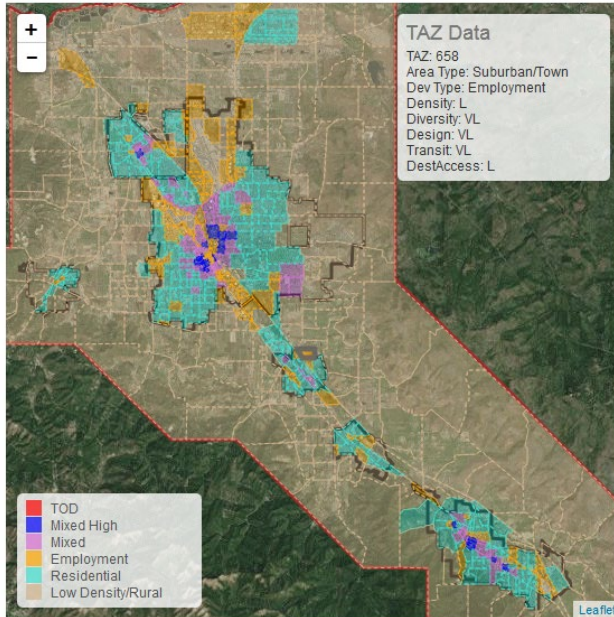 +
−
TAZ Data
TAZ: 658
Area Type: Suburban/Town
Dev Type: Employment
Density: L
Diversity: VL
Design: VL
Transit: VL
DestAccess: L
TOD
Mixed High
Mixed
Employment
Residential
Low Density/Rural
Leaflet